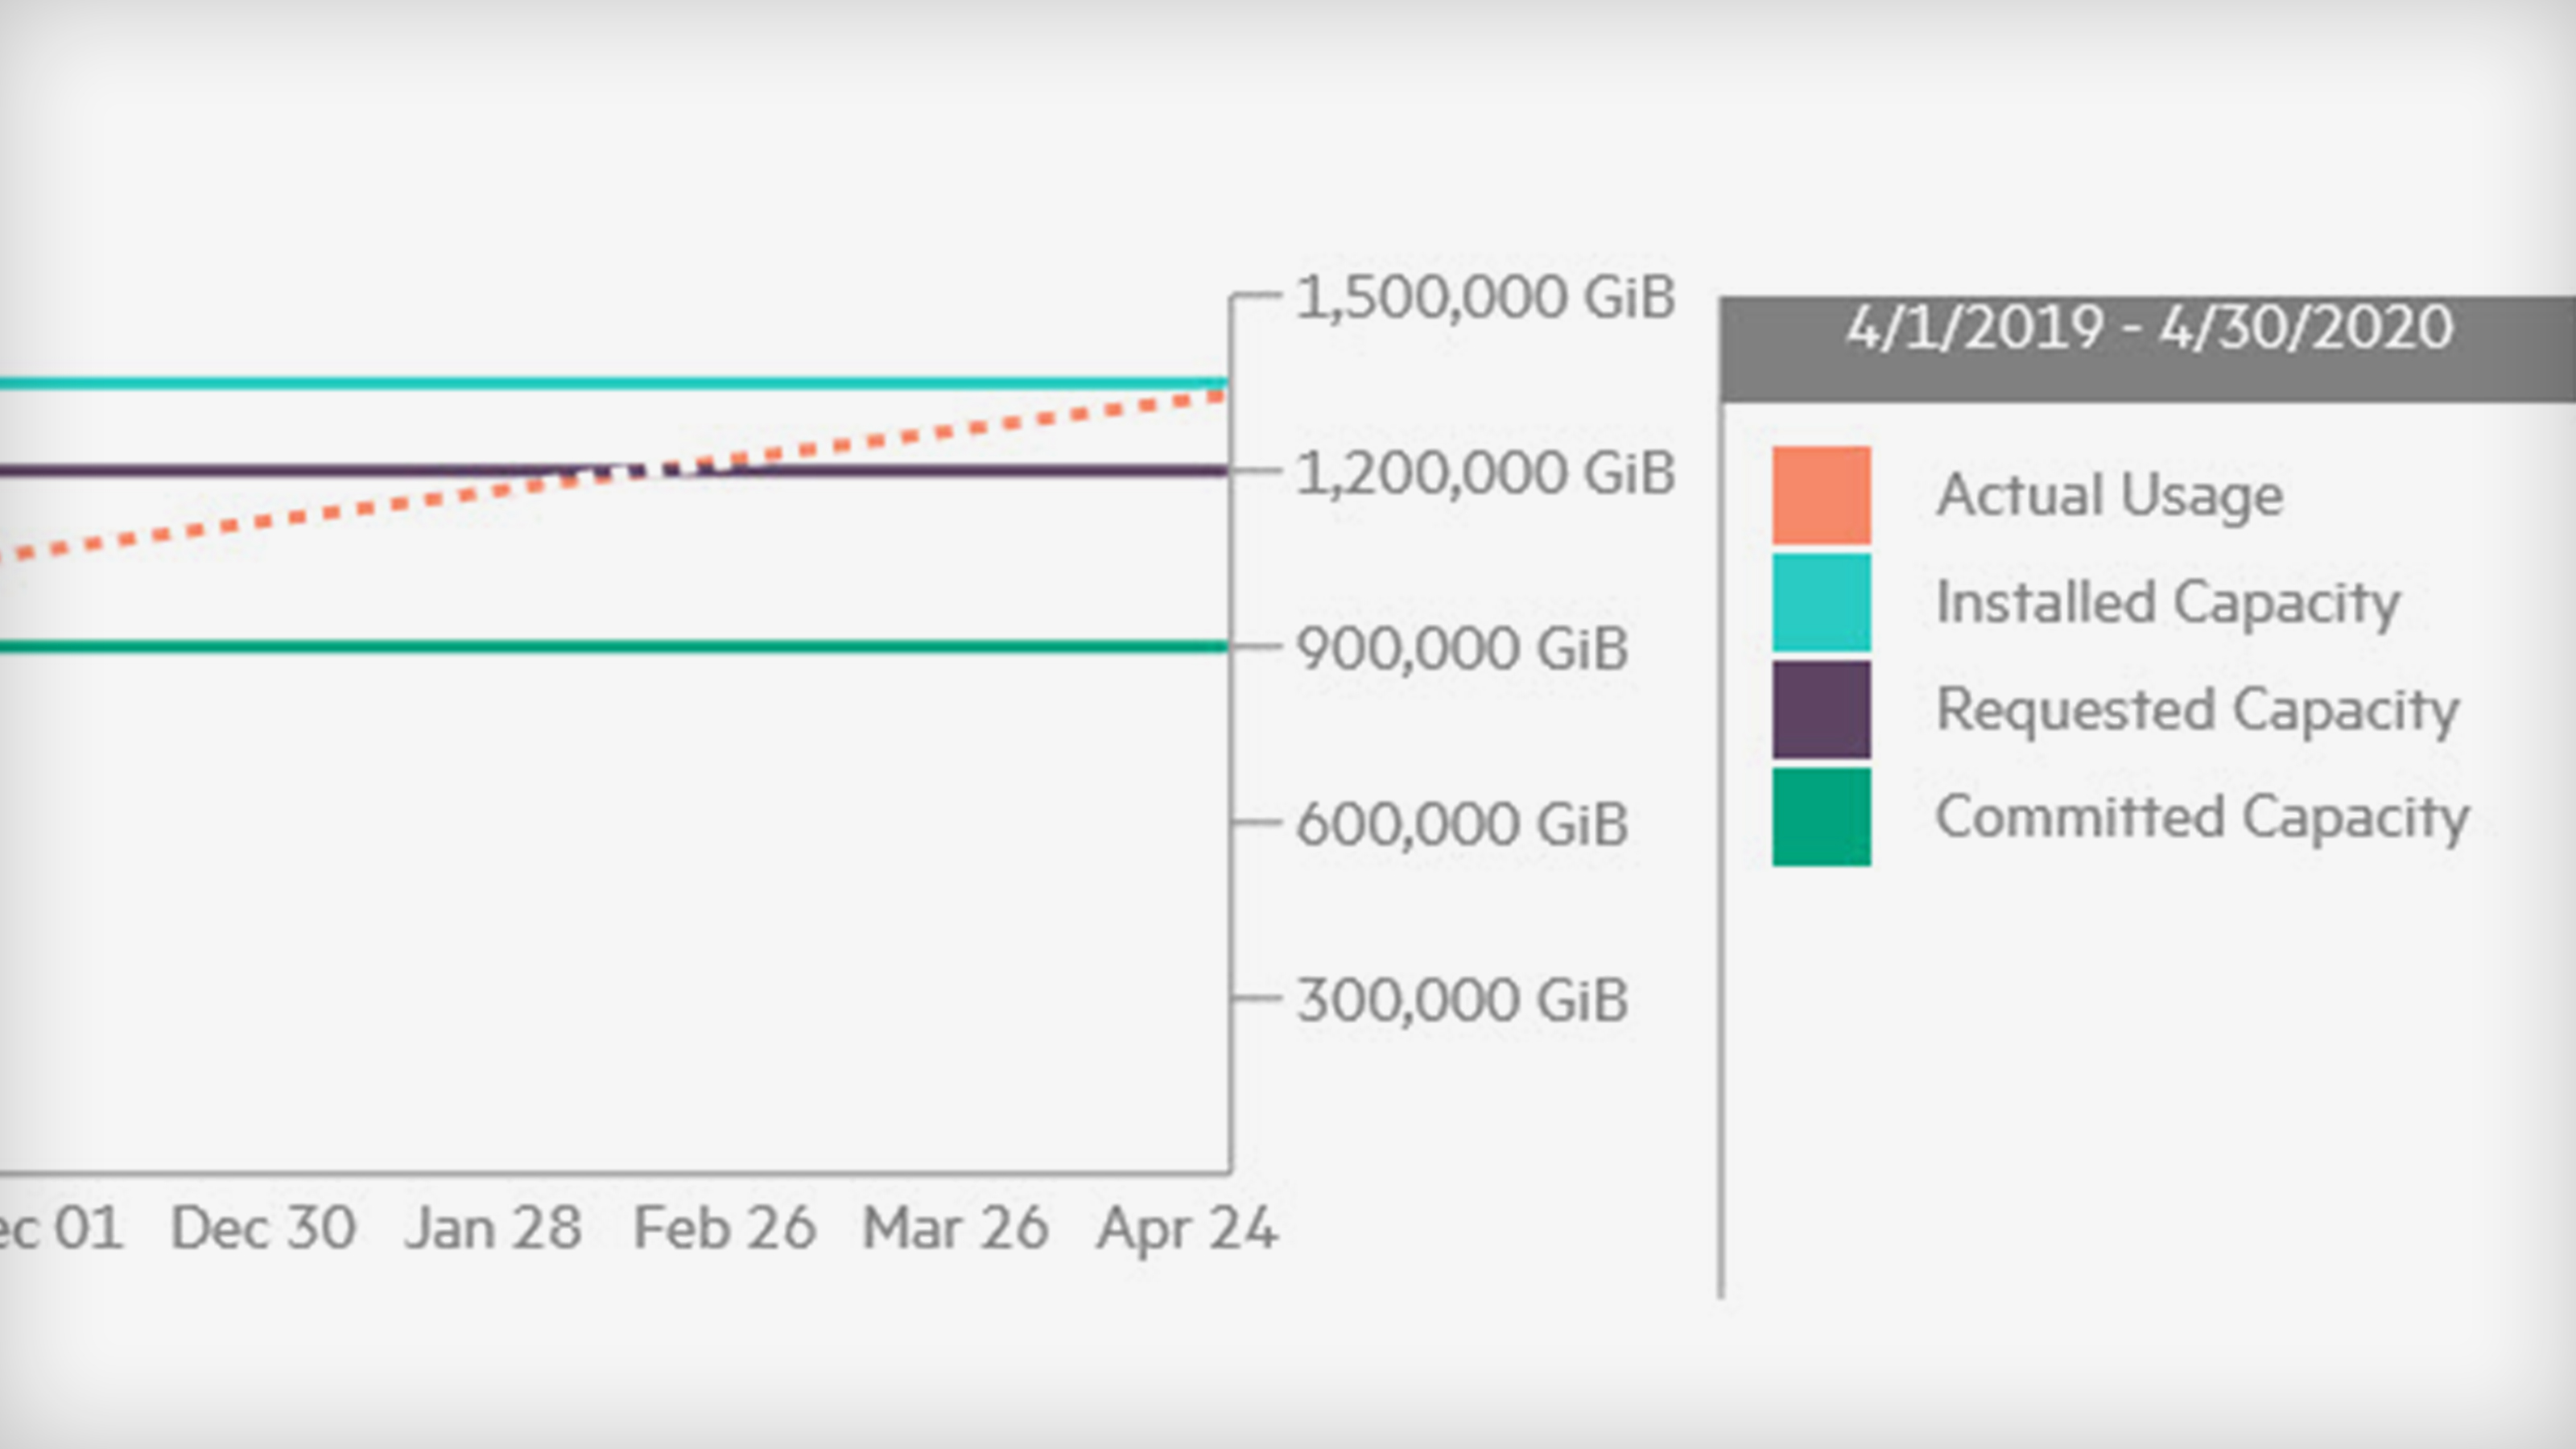 1,500,000 GiB
1,200,000 GiB
900,000 GiB
600,000 GiB
300,000 GiB
01 Dec 30 Jan 28 Feb 26 Mar 26 Apr 24
4/1/2019 - 4/30/2020
Actual Usage
Installed Capacity
Requested Capacity
Committed Capacity